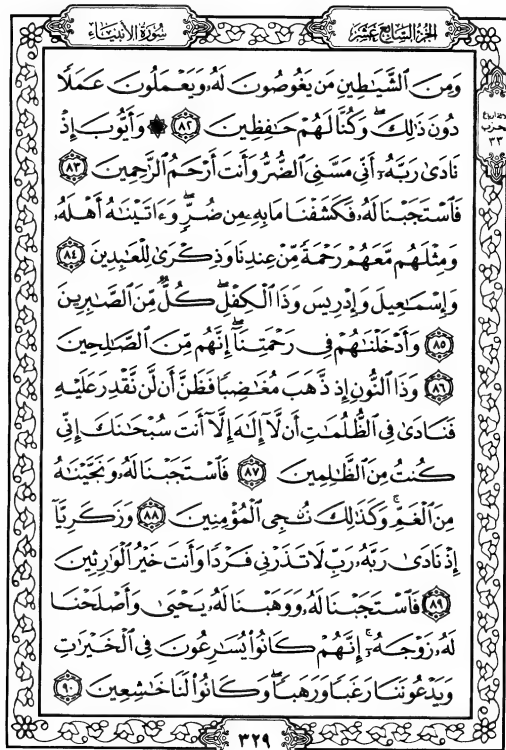 الجزء السابع عشر
سورة الأنبياء
وَمِنَ ٱلشَّيَٰطِينِ مَن يَغُوصُونَ لَهُۥ وَيَعْمَلُونَ عَمَلًا
دُونَ ذَٰلِكَ ۖ وَكُنَّا لَهُمْ حَٰفِظِينَ ﴿٨٢﴾ ۞ وَأَيُّوبَ إِذْ
نَادَىٰ رَبَّهُۥٓ أَنِّى مَسَّنِىَ ٱلضُّرُّ وَأَنتَ أَرْحَمُ ٱلرَّٰحِمِينَ ﴿٨٣﴾
فَٱسْتَجَبْنَا لَهُۥ فَكَشَفْنَا مَا بِهِۦ مِن ضُرٍّ ۖ وَءَاتَيْنَٰهُ أَهْلَهُۥ
وَمِثْلَهُم مَّعَهُمْ رَحْمَةً مِّنْ عِندِنَا وَذِكْرَىٰ لِلْعَٰبِدِينَ ﴿٨٤﴾
وَإِسْمَٰعِيلَ وَإِدْرِيسَ وَذَا ٱلْكِفْلِ ۖ كُلٌّ مِّنَ ٱلصَّٰبِرِينَ
﴿٨٥﴾ وَأَدْخَلْنَٰهُمْ فِى رَحْمَتِنَآ ۖ إِنَّهُم مِّنَ ٱلصَّٰلِحِينَ
﴿٨٦﴾ وَذَا ٱلنُّونِ إِذ ذَّهَبَ مُغَٰضِبًا فَظَنَّ أَن لَّن نَّقْدِرَ عَلَيْهِ
فَنَادَىٰ فِى ٱلظُّلُمَٰتِ أَن لَّآ إِلَٰهَ إِلَّآ أَنتَ سُبْحَٰنَكَ إِنِّى
كُنتُ مِنَ ٱلظَّٰلِمِينَ ﴿٨٧﴾ فَٱسْتَجَبْنَا لَهُۥ وَنَجَّيْنَٰهُ
مِنَ ٱلْغَمِّ ۚ وَكَذَٰلِكَ نُۨجِى ٱلْمُؤْمِنِينَ ﴿٨٨﴾ وَزَكَرِيَّآ
إِذْ نَادَىٰ رَبَّهُۥ رَبِّ لَا تَذَرْنِى فَرْدًا وَأَنتَ خَيْرُ ٱلْوَٰرِثِينَ
﴿٨٩﴾ فَٱسْتَجَبْنَا لَهُۥ وَوَهَبْنَا لَهُۥ يَحْيَىٰ وَأَصْلَحْنَا
لَهُۥ زَوْجَهُۥٓ ۚ إِنَّهُمْ كَانُوا۟ يُسَٰرِعُونَ فِى ٱلْخَيْرَٰتِ
وَيَدْعُونَنَا رَغَبًا وَرَهَبًا ۖ وَكَانُوا۟ لَنَا خَٰشِعِينَ ﴿٩٠﴾
حزب
٣٣
٣٢٩